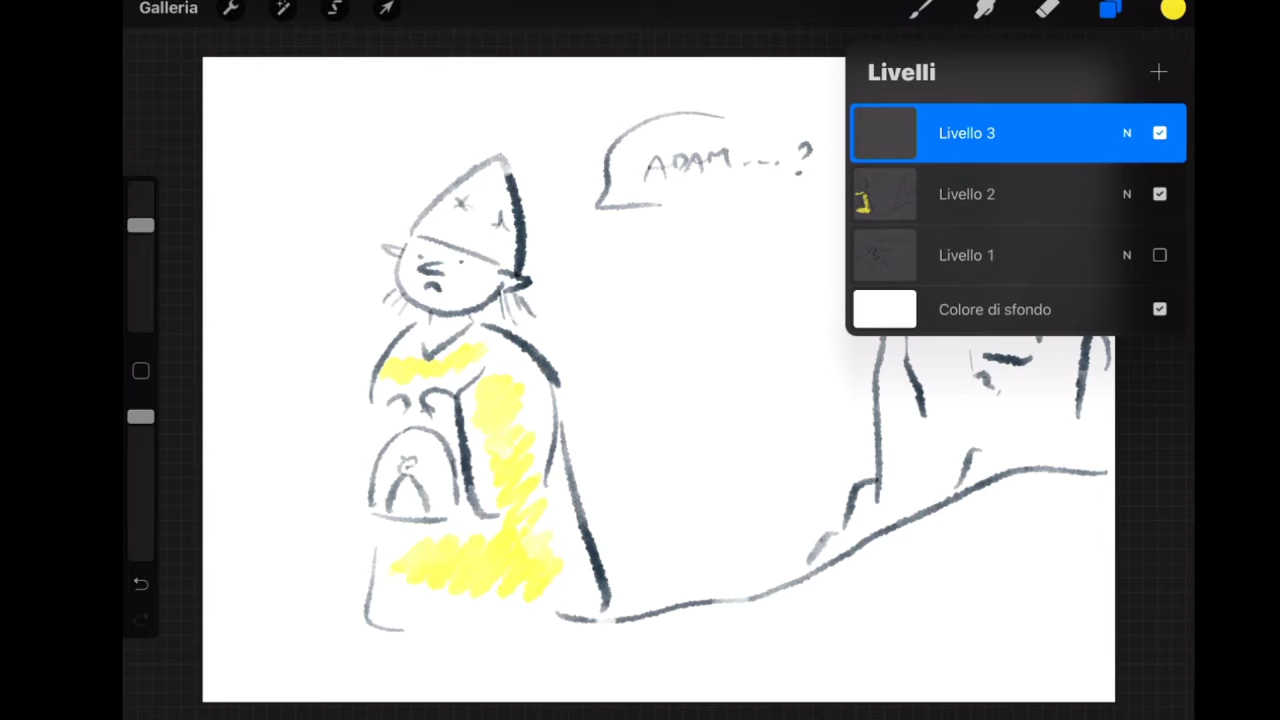 Galleria
Livelli
Livello 3
N
Livello 2
N
Livello 1
N
Colore di sfondo
ADAM....?